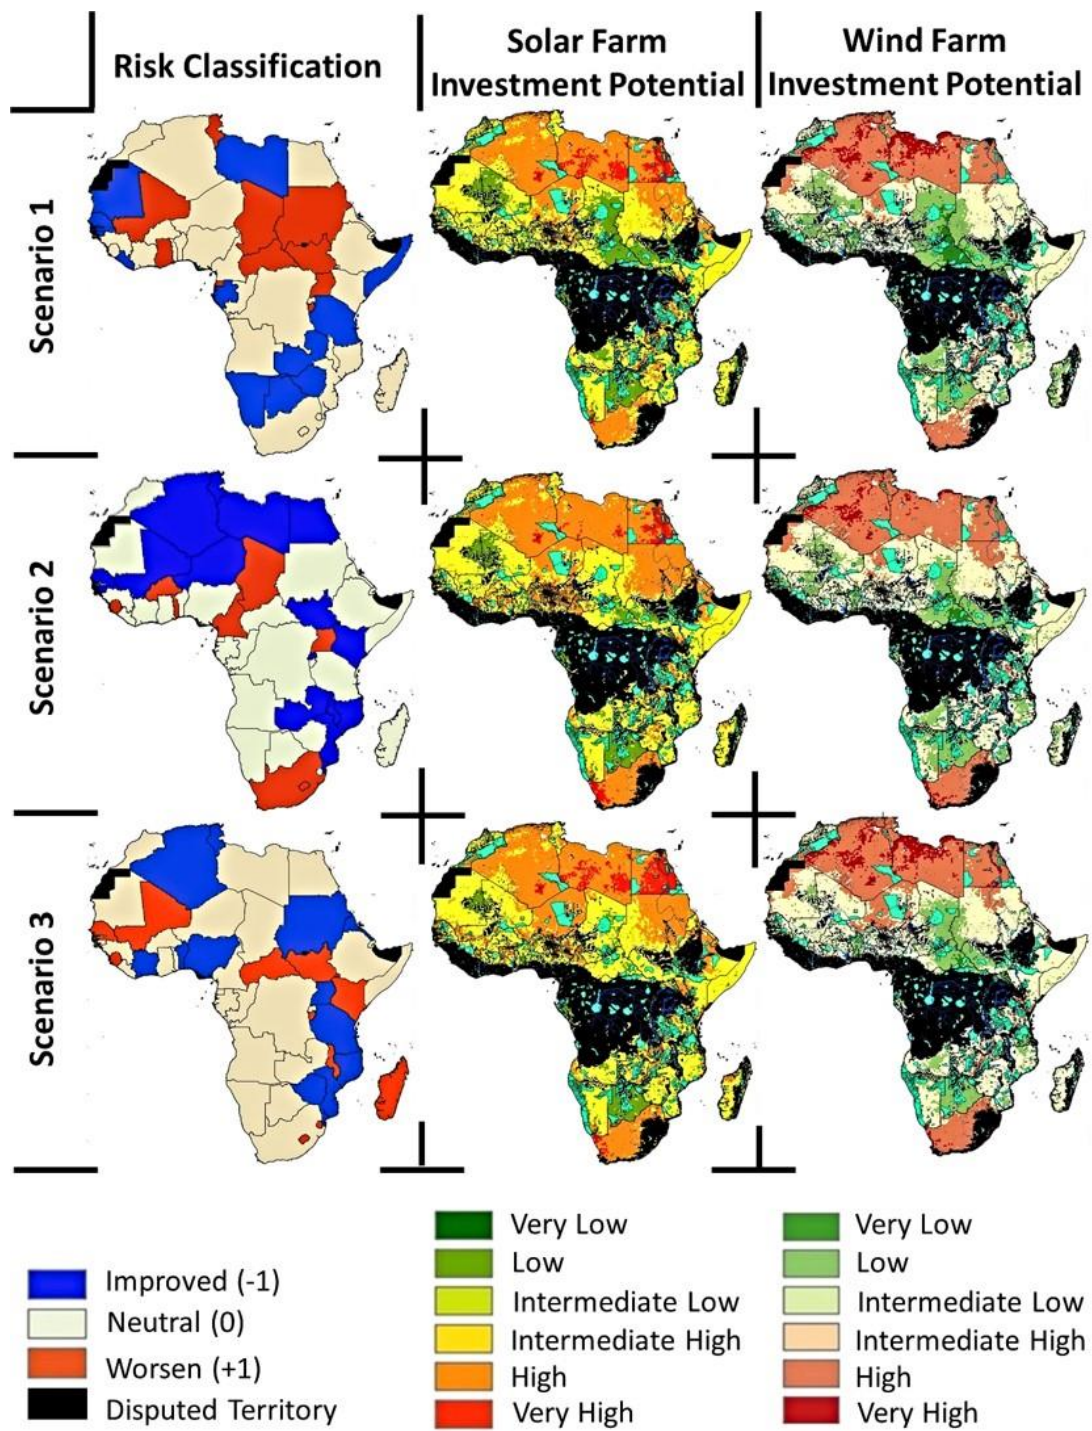 Risk Classification
Solar Farm
Investment Potential
Wind Farm
Investment Potential
Scenario 1
Scenario 2
Scenario 3
Improved (-1)
Neutral (0)
Worsen (+1)
Disputed Territory
Very Low
Low
Intermediate Low
Intermediate High
High
Very High
Very Low
Low
Intermediate Low
Intermediate High
High
Very High